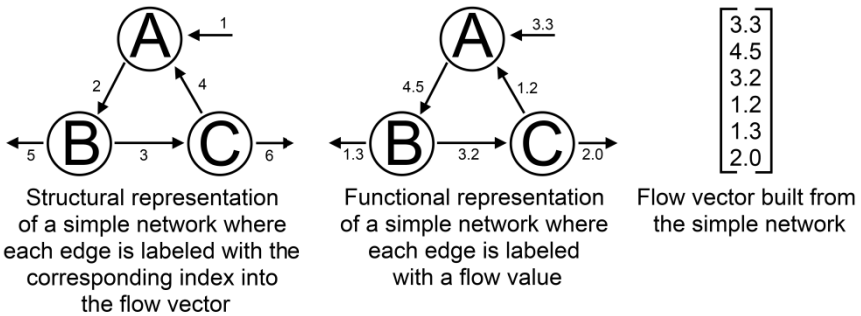 A
1
2
4
B
C
5
3
6
Structural representation
of a simple network where
each edge is labeled with the
corresponding index into
the flow vector
A
3.3
4.5
1.2
B
C
1.3
3.2
2.0
Functional representation
of a simple network where
each edge is labeled
with a flow value
3.3
4.5
3.2
1.2
1.3
2.0
Flow vector built from
the simple network